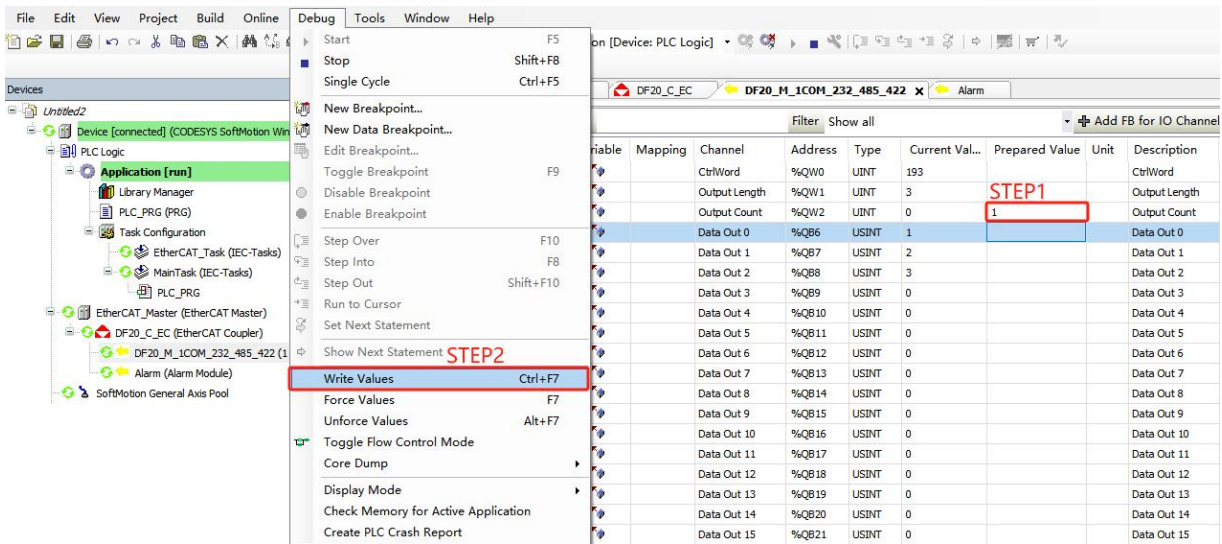 File Edit View Project Build Online Debug Tools Window Help
Start F5
on [Device: PLC Logic]
Stop Shift+F8
Single Cycle Ctrl+F5
New Breakpoint...
New Data Breakpoint...
Edit Breakpoint...
Toggle Breakpoint F9
Disable Breakpoint
Enable Breakpoint
Step Over F10
Step Into F8
Step Out Shift+F10
Run to Cursor
Set Next Statement
Show Next Statement
STEP2
Write Values Ctrl+F7
Force Values F7
Unforce Values Alt+F7
Toggle Flow Control Mode
Core Dump
Display Mode
Check Memory for Active Application
Create PLC Crash Report
Devices
Untitled2
Device [connected] (CODESYS SoftMotion Win
PLC Logic
Application [run]
Library Manager
PLC_PRG (PRG)
Task Configuration
EtherCAT_Task (IEC-Tasks)
MainTask (IEC-Tasks)
PLC_PRG
EtherCAT_Master (EtherCAT Master)
DF20_C_EC (EtherCAT Coupler)
DF20_M_1COM_232_485_422 (1
Alarm (Alarm Module)
SoftMotion General Axis Pool
DF20_C_EC DF20_M_1COM_232_485_422 Alarm
Filter Show all Add FB for IO Channel
riable Mapping Channel Address Type Current Val... Prepared Value Unit Description
CtrlWord %QW0 UINT 193 CtrlWord
STEP1
Output Length %QW1 UINT 3 Output Length
Output Count %QW2 UINT 0 1 Output Count
Data Out 0 %QB6 USINT 1 Data Out 0
Data Out 1 %QB7 USINT 2 Data Out 1
Data Out 2 %QB8 USINT 3 Data Out 2
Data Out 3 %QB9 USINT 0 Data Out 3
Data Out 4 %QB10 USINT 0 Data Out 4
Data Out 5 %QB11 USINT 0 Data Out 5
Data Out 6 %QB12 USINT 0 Data Out 6
Data Out 7 %QB13 USINT 0 Data Out 7
Data Out 8 %QB14 USINT 0 Data Out 8
Data Out 9 %QB15 USINT 0 Data Out 9
Data Out 10 %QB16 USINT 0 Data Out 10
Data Out 11 %QB17 USINT 0 Data Out 11
Data Out 12 %QB18 USINT 0 Data Out 12
Data Out 13 %QB19 USINT 0 Data Out 13
Data Out 14 %QB20 USINT 0 Data Out 14
Data Out 15 %QB21 USINT 0 Data Out 15